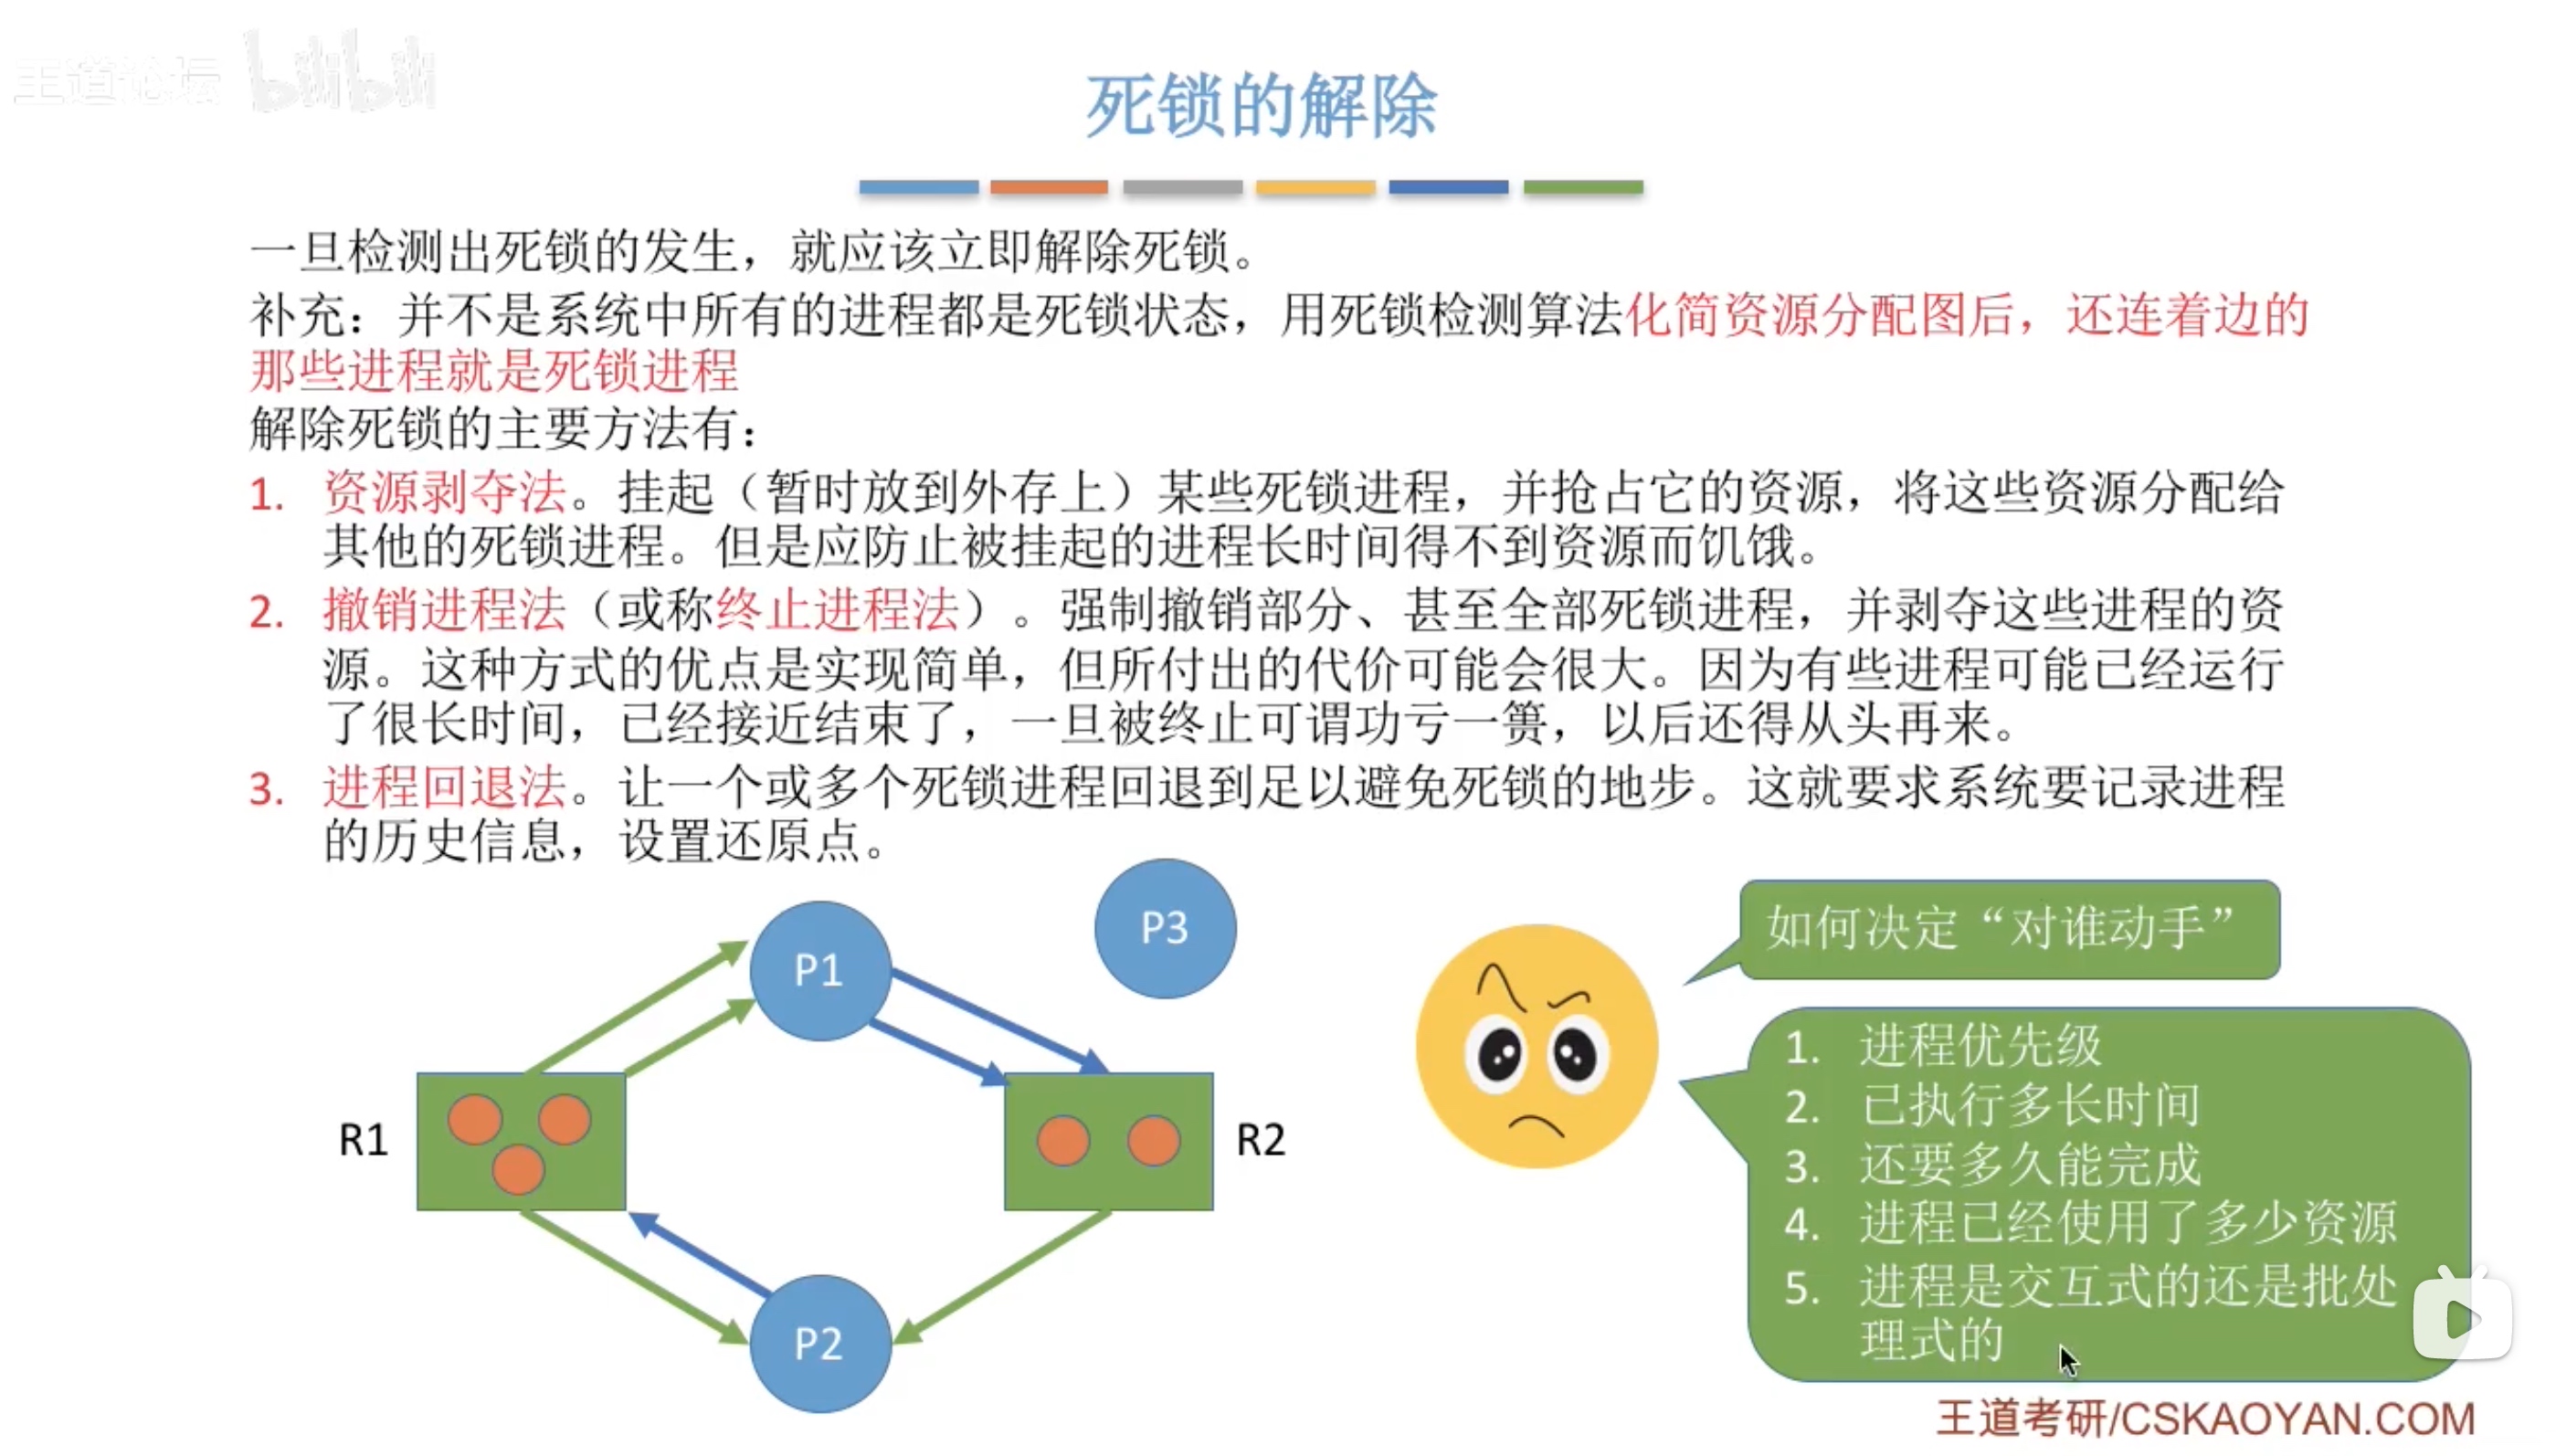 王道论坛 bilibili
死锁的解除
一旦检测出死锁的发生，就应该立即解除死锁。
补充：并不是系统中所有的进程都是死锁状态，用死锁检测算法化简资源分配图后，还连着边的
那些进程就是死锁进程
解除死锁的主要方法有：
1. 资源剥夺法。挂起（暂时放到外存上）某些死锁进程，并抢占它的资源，将这些资源分配给
其他的死锁进程。但是应防止被挂起的进程长时间得不到资源而饥饿。
2. 撤销进程法（或称终止进程法）。强制撤销部分、甚至全部死锁进程，并剥夺这些进程的资
源。这种方式的优点是实现简单，但所付出的代价可能会很大。因为有些进程可能已经运行
了很长时间，已经接近结束了，一旦被终止可谓功亏一篑，以后还得从头再来。
3. 进程回退法。让一个或多个死锁进程回退到足以避免死锁的地步。这就要求系统要记录进程
的历史信息，设置还原点。
P1
P3
R1
R2
P2
如何决定“对谁动手”
1. 进程优先级
2. 已执行多长时间
3. 还要多久能完成
4. 进程已经使用了多少资源
5. 进程是交互式的还是批处
理式的
王道考研/CSKAOYAN.COM